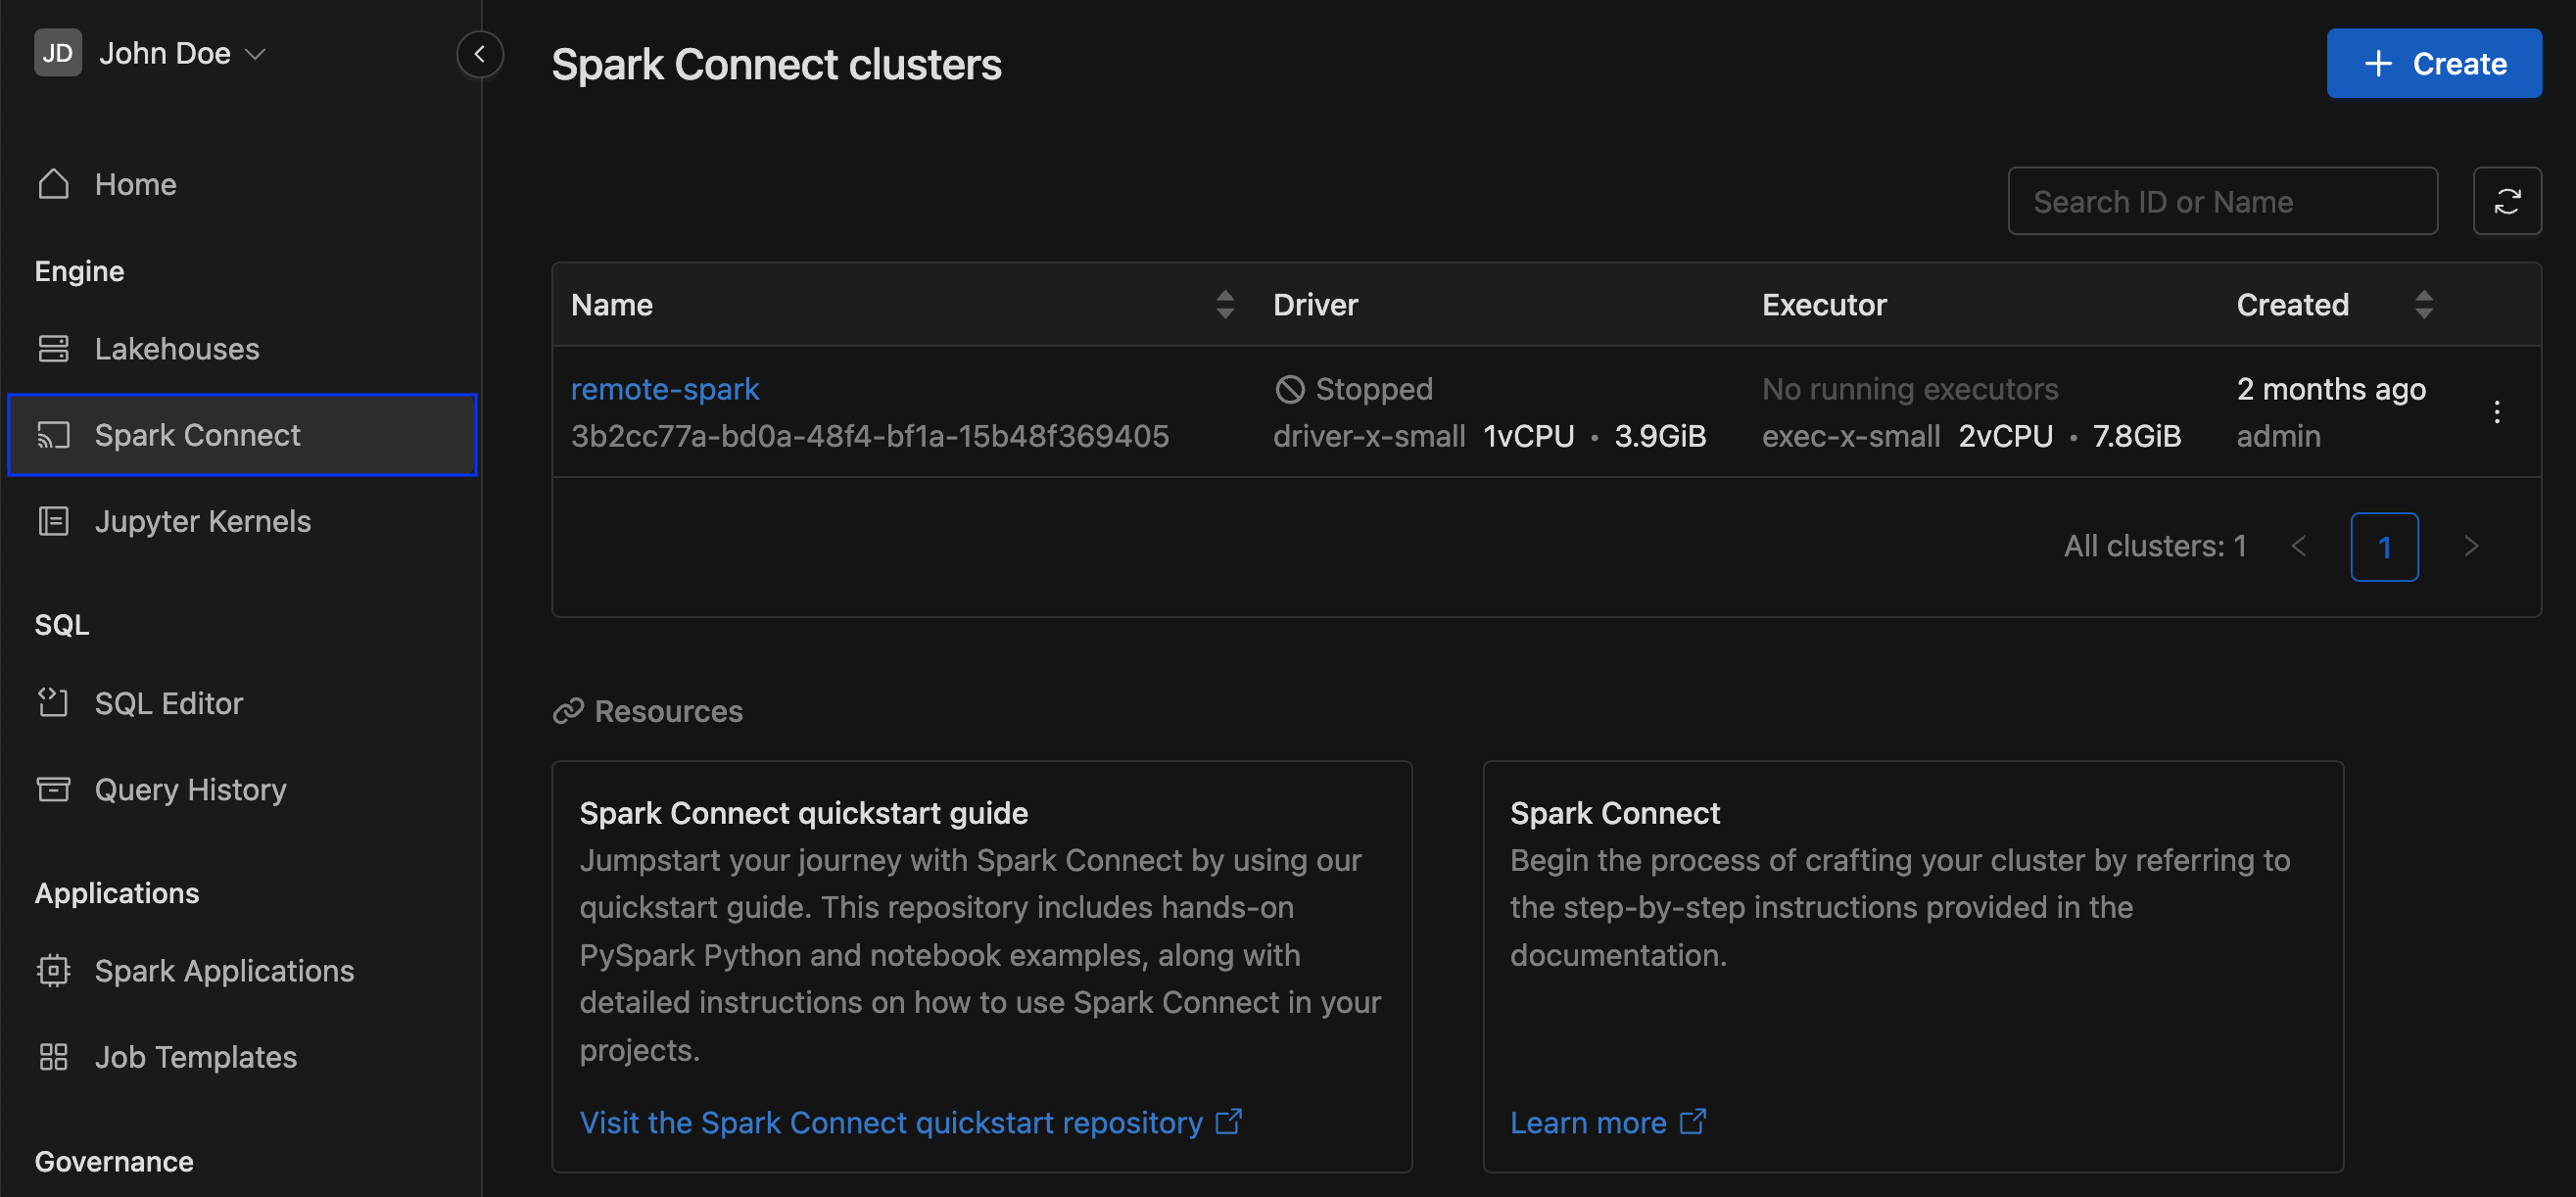 JD John Doe
Home
Engine
Lakehouses
Spark Connect
Jupyter Kernels
SQL
SQL Editor
Query History
Applications
Spark Applications
Job Templates
Governance
Spark Connect clusters
Create
Search ID or Name
Name Driver Executor Created
remote-spark Stopped No running executors 2 months ago
3b2cc77a-bd0a-48f4-bf1a-15b48f369405 driver-x-small 1vCPU • 3.9GiB exec-x-small 2vCPU • 7.8GiB admin
All clusters: 1 < 1 >
Resources
Spark Connect quickstart guide
Jumpstart your journey with Spark Connect by using our
quickstart guide. This repository includes hands-on
PySpark Python and notebook examples, along with
detailed instructions on how to use Spark Connect in your
projects.
Visit the Spark Connect quickstart repository
Spark Connect
Begin the process of crafting your cluster by referring to
the step-by-step instructions provided in the
documentation.
Learn more